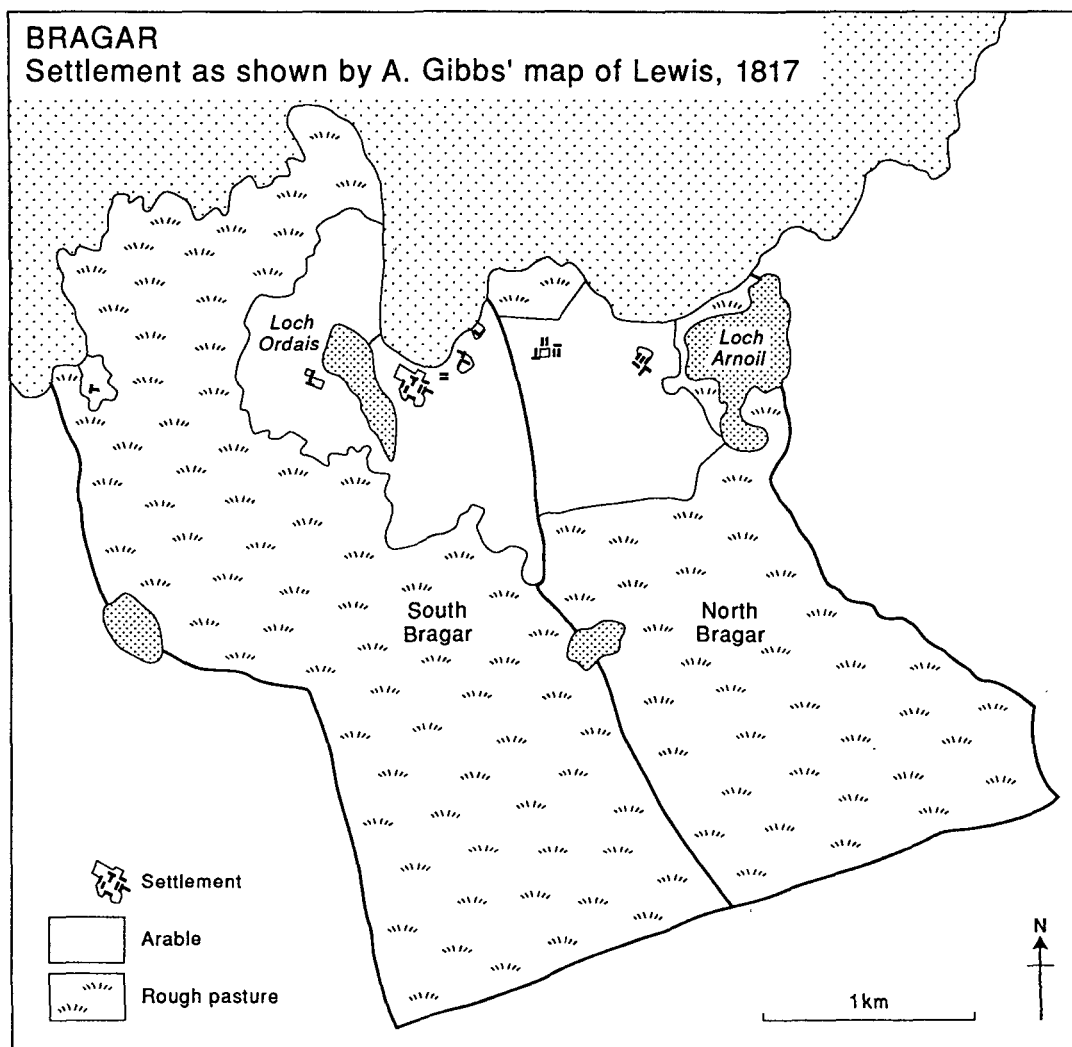 BRAGAR
Settlement as shown by A. Gibbs' map of Lewis, 1817
Loch
Ordais
Loch
Arnoil
South
Bragar
North
Bragar
Settlement
Arable
Rough pasture
N
1km